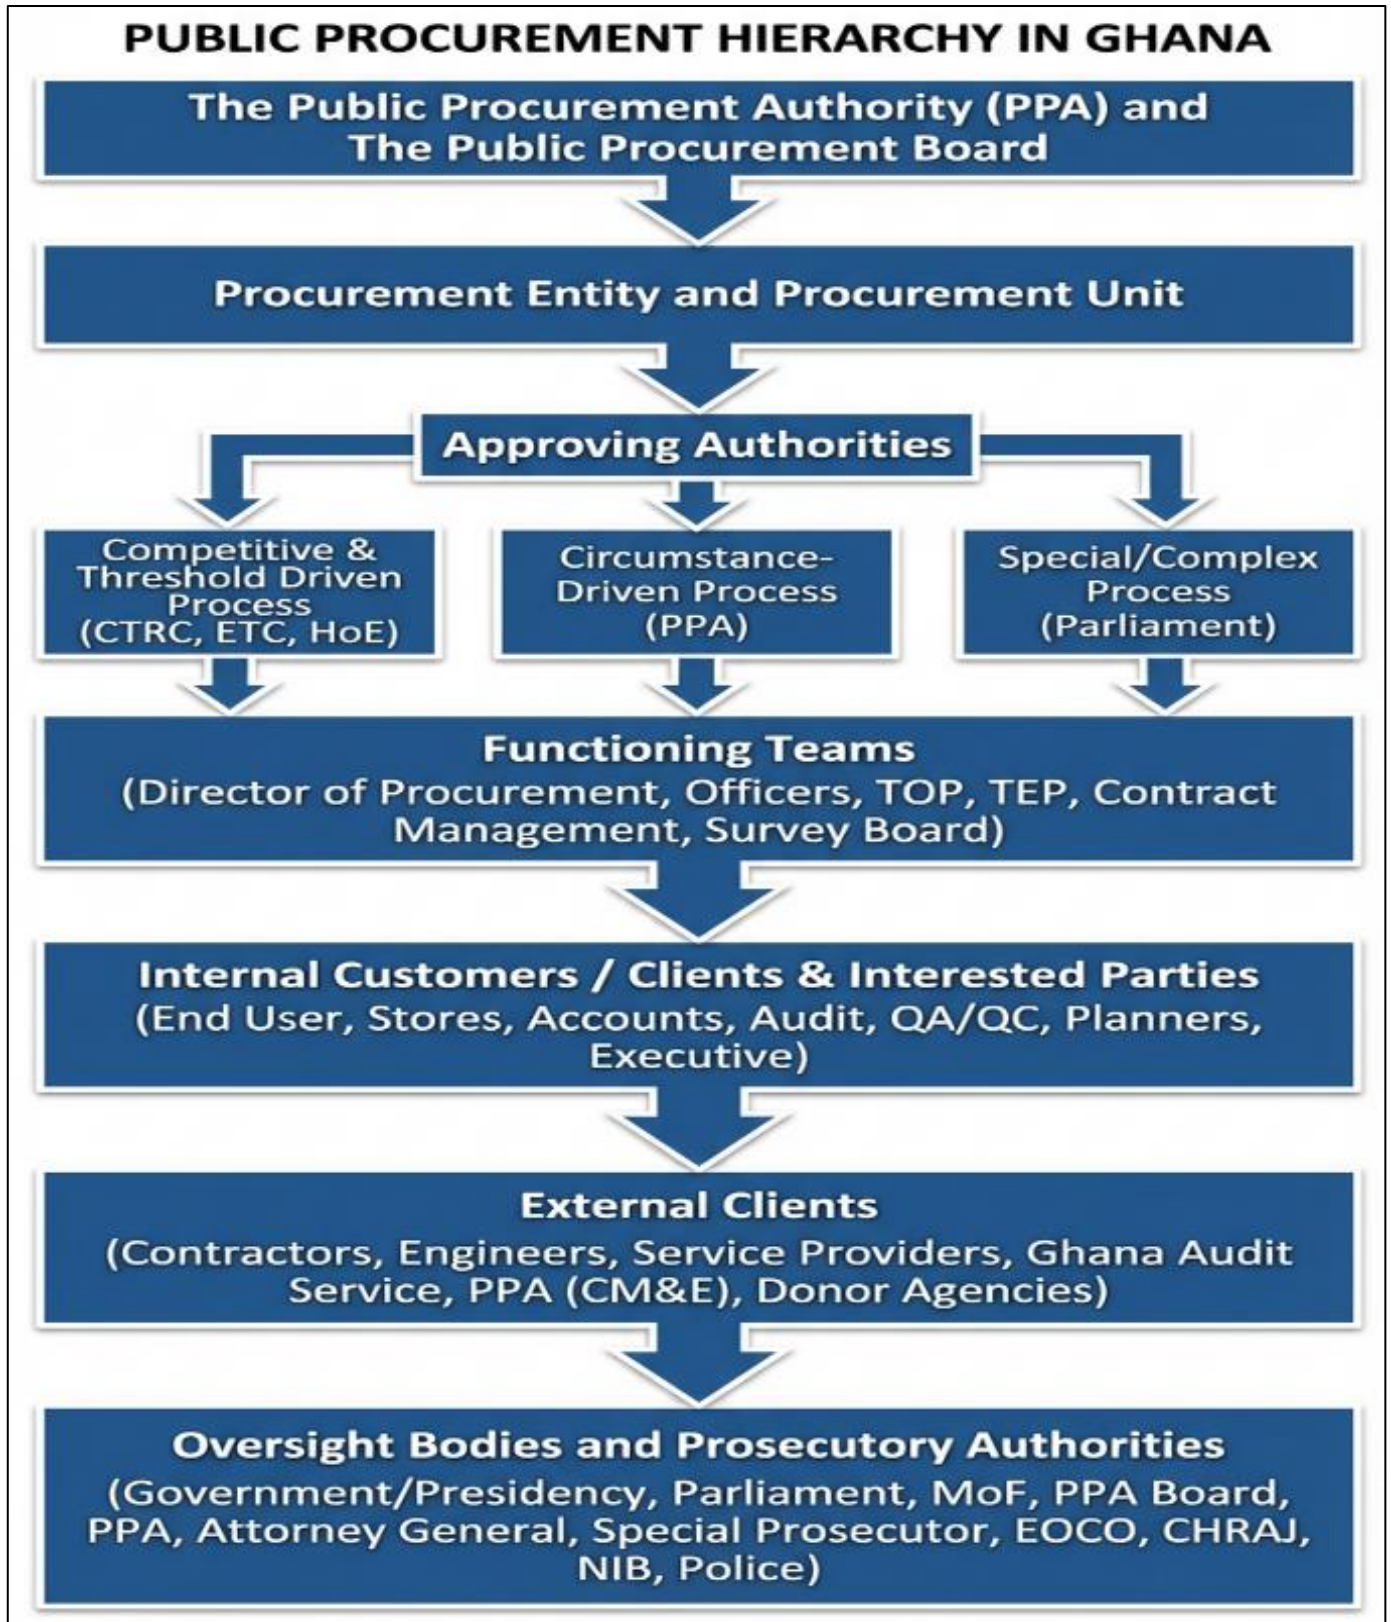 PUBLIC PROCUREMENT HIERARCHY IN GHANA
The Public Procurement Authority (PPA) and
The Public Procurement Board
Procurement Entity and Procurement Unit
Approving Authorities
Competitive &
Threshold Driven
Process
(CTRC, ETC, HoE)
Circumstance-
Driven Process
(PPA)
Special/Complex
Process
(Parliament)
Functioning Teams
(Director of Procurement, Officers, TOP, TEP, Contract
Management, Survey Board)
Internal Customers / Clients & Interested Parties
(End User, Stores, Accounts, Audit, QA/QC, Planners,
Executive)
External Clients
(Contractors, Engineers, Service Providers, Ghana Audit
Service, PPA (CM&E), Donor Agencies)
Oversight Bodies and Prosecutory Authorities
(Government/Presidency, Parliament, MoF, PPA Board,
PPA, Attorney General, Special Prosecutor, EOCO, CHRAJ,
NIB, Police)